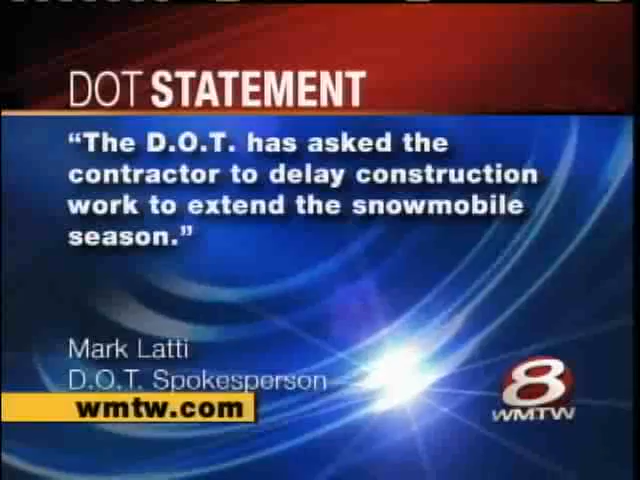 DOT STATEMENT
“The D.O.T. has asked the
contractor to delay construction
work to extend the snowmobile
season.”
Mark Latti
D.O.T. Spokesperson
wmtw.com
8
WMTW